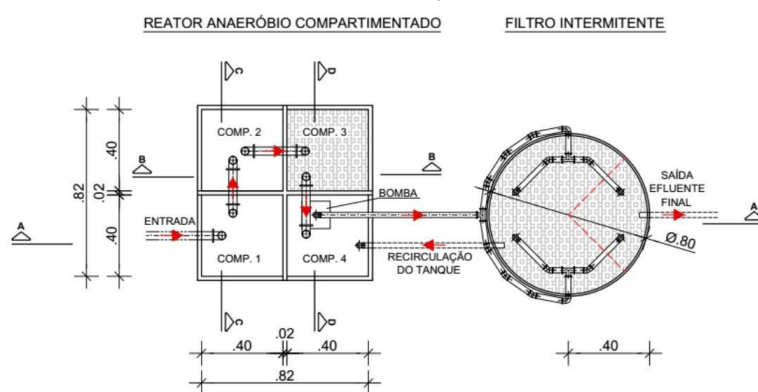 REATOR ANAERÓBIO COMPARTIMENTADO
FILTRO INTERMITENTE
C
D
COMP. 2
COMP. 3
B
B
BOMBA
.82
.40
.02
.40
A
ENTRADA
COMP. 1
COMP. 4
RECIRCULAÇÃO
DO TANQUE
SAÍDA
EFLUENTE
FINAL
A
Ø.80
C
D
.02
.40
.40
.82
.40